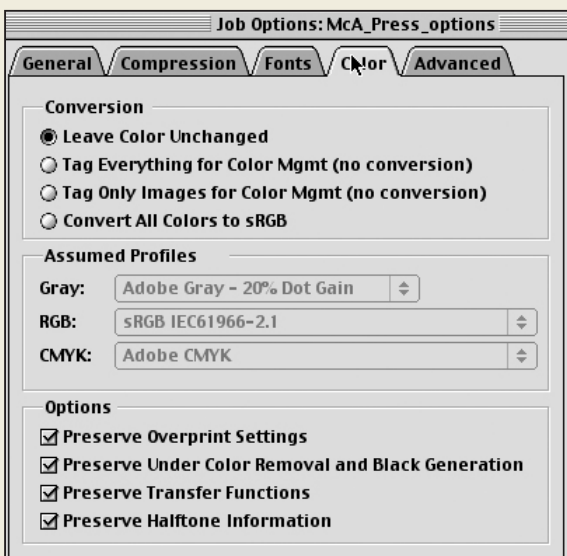 Job Options: McA_Press_options
General Compression Fonts Color Advanced
Conversion
Leave Color Unchanged
Tag Everything for Color Mgmt (no conversion)
Tag Only Images for Color Mgmt (no conversion)
Convert All Colors to sRGB
Assumed Profiles
Gray: Adobe Gray - 20% Dot Gain
RGB: sRGB IEC61966-2.1
CMYK: Adobe CMYK
Options
Preserve Overprint Settings
Preserve Under Color Removal and Black Generation
Preserve Transfer Functions
Preserve Halftone Information